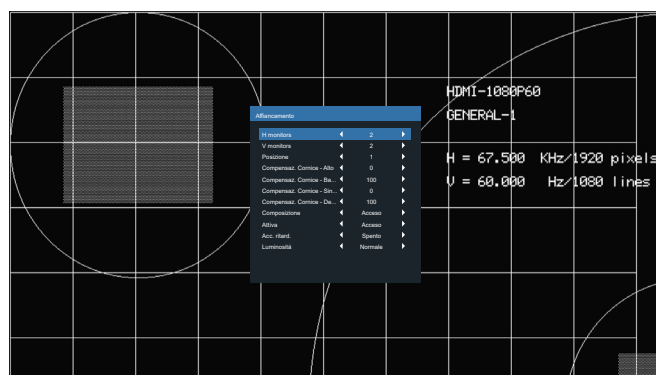 HDMI-1080P60
GENERAL-1
H = 67.500 KHz/1920 pixels
V = 60.000 Hz/1080 lines
Affiancamento
H monitors 2
V monitors 2
Posizione 1
Compensaz. Cornice - Alto 0
Compensaz. Cornice - Ba... 100
Compensaz. Cornice - Sin... 0
Compensaz. Cornice - De... 100
Composizione Acceso
Attiva Acceso
Acc. ritard. Spento
Luminosità Normale